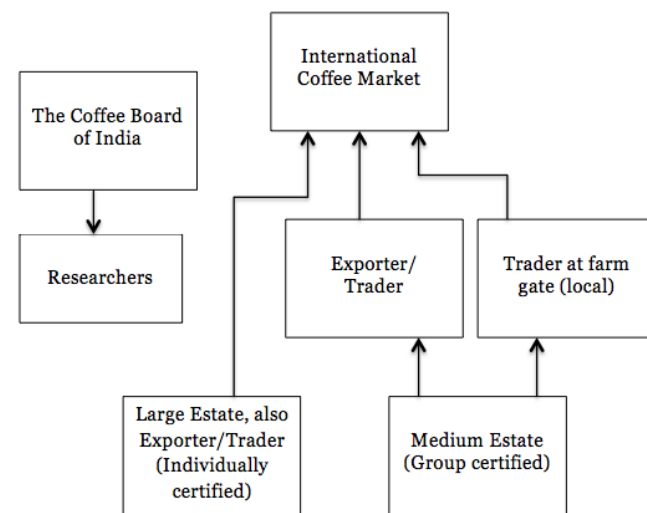 International
Coffee Market
The Coffee Board
of India
Researchers
Exporter/
Trader
Trader at farm
gate (local)
Large Estate, also
Exporter/Trader
(Individually
certified)
Medium Estate
(Group certified)